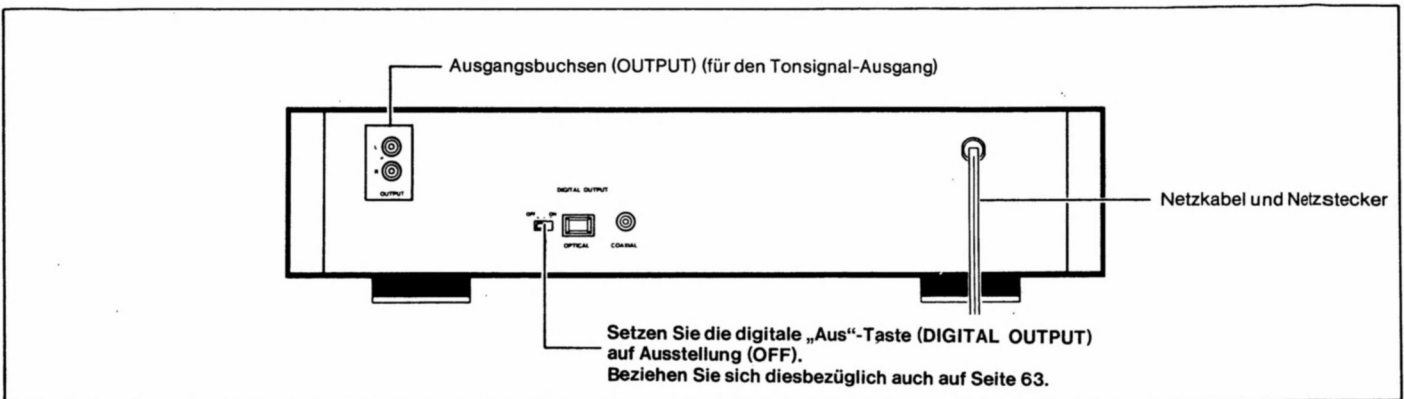 Ausgangsbuchsen (OUTPUT) (für den Tonsignal-Ausgang)
L
R
OUTPUT
DIGITAL OUTPUT
OFF ON
OPTICAL
COAXIAL
Netzkabel und Netzstecker
Setzen Sie die digitale „Aus“-Taste (DIGITAL OUTPUT)
auf Ausstellung (OFF).
Beziehen Sie sich diesbezüglich auch auf Seite 63.